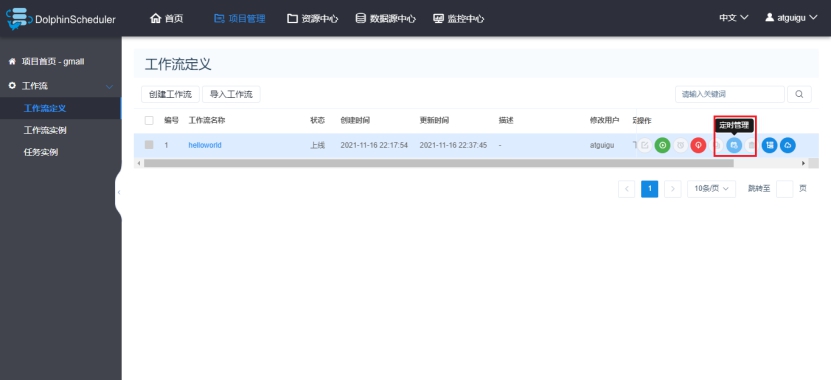 DolphinScheduler 首页 项目管理 资源中心 数据源中心 监控中心 中文 atguigu
项目首页 - gmall
工作流
工作流定义
工作流实例
任务实例
工作流定义
创建工作流 导入工作流 请输入关键词
编号 工作流名称 状态 创建时间 更新时间 描述 修改用户 操作
定时管理
1 helloworld 上线 2021-11-16 22:17:54 2021-11-16 22:37:45 - atguigu
1 10条/页 跳转至 页